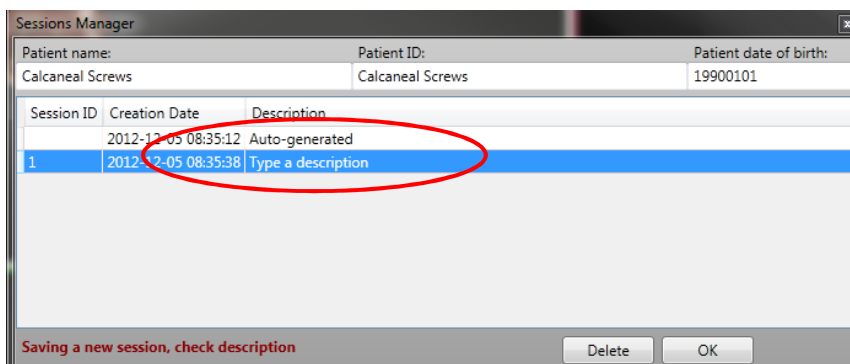 Sessions Manager
Patient name: Patient ID: Patient date of birth:
Calcaneal Screws Calcaneal Screws 19900101
Session ID Creation Date Description
2012-12-05 08:35:12 Auto-generated
1 2012-12-05 08:35:38 Type a description
Saving a new session, check description Delete OK